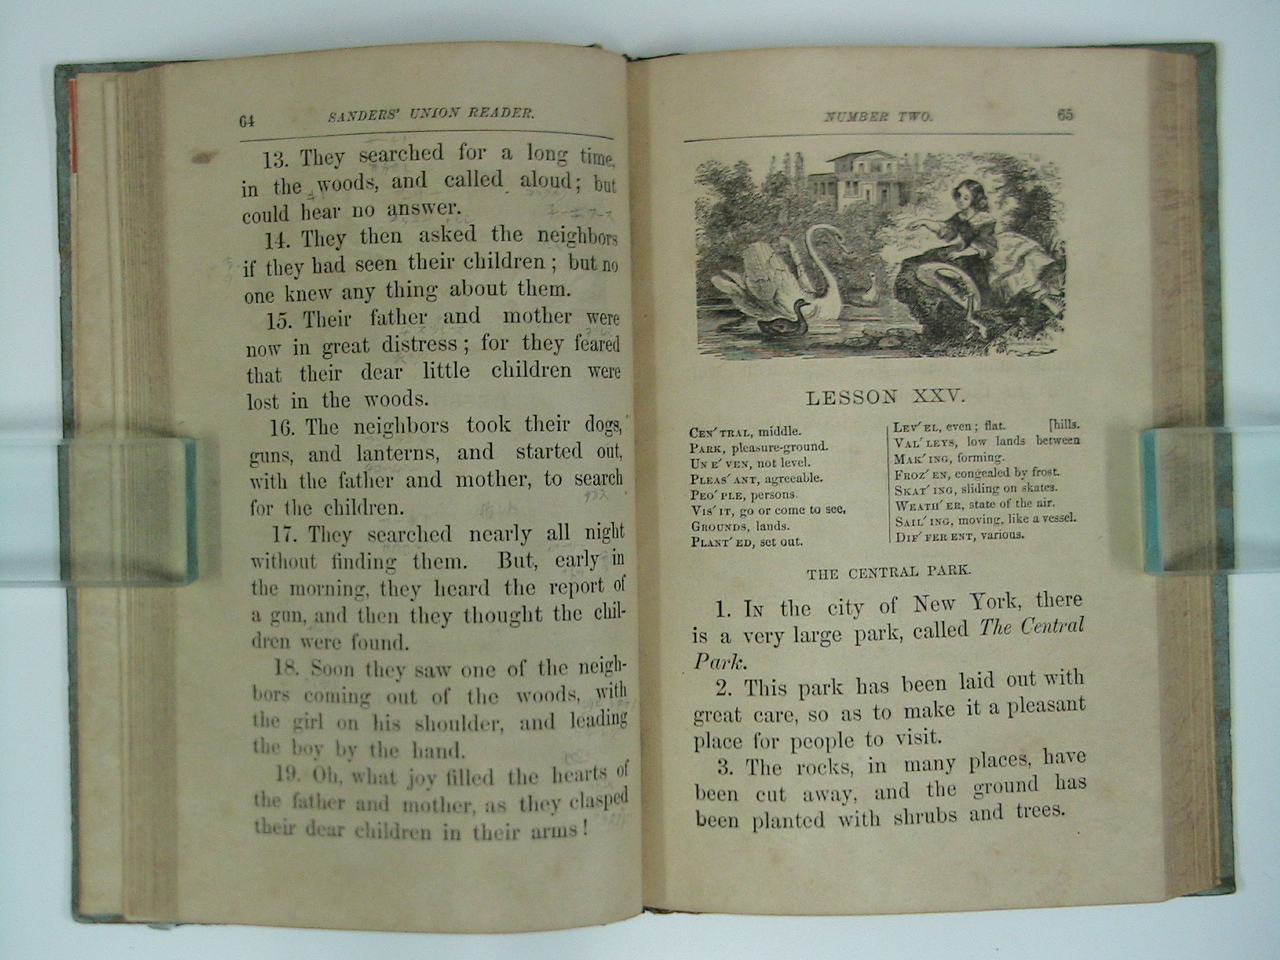 64 SANDERS' UNION READER.
13. They searched for a long time,
in the woods, and called aloud; but
could hear no answer.
14. They then asked the neighbors
if they had seen their children; but no
one knew any thing about them.
15. Their father and mother were
now in great distress; for they feared
that their dear little children were
lost in the woods.
16. The neighbors took their dogs,
guns, and lanterns, and started out,
with the father and mother, to search
for the children.
17. They searched nearly all night
without finding them. But, early in
the morning, they heard the report of
a gun, and then they thought the chil-
dren were found.
18. Soon they saw one of the neigh-
bors coming out of the woods, with
the girl on his shoulder, and leading
the boy by the hand.
19. Oh, what joy filled the hearts of
the father and mother, as they clasped
their dear children in their arms!
NUMBER TWO. 65
LESSON XXV.
CEN'TRAL, middle.
PARK, pleasure-ground.
UN E'VEN, not level.
PLEAS'ANT, agreeable.
PEO'PLE, persons.
VIS'IT, go or come to see.
GROUNDS, lands.
PLANT'ED, set out.
LEV'EL, even; flat. [hills.
VAL'LEYS, low lands between
MAK'ING, forming.
FROZ'EN, congealed by frost.
SKAT'ING, sliding on skates.
WEATH'ER, state of the air.
SAIL'ING, moving, like a vessel.
DIF'FER ENT, various.
THE CENTRAL PARK.
1. IN the city of New York, there
is a very large park, called The Central
Park.
2. This park has been laid out with
great care, so as to make it a pleasant
place for people to visit.
3. The rocks, in many places, have
been cut away, and the ground has
been planted with shrubs and trees.